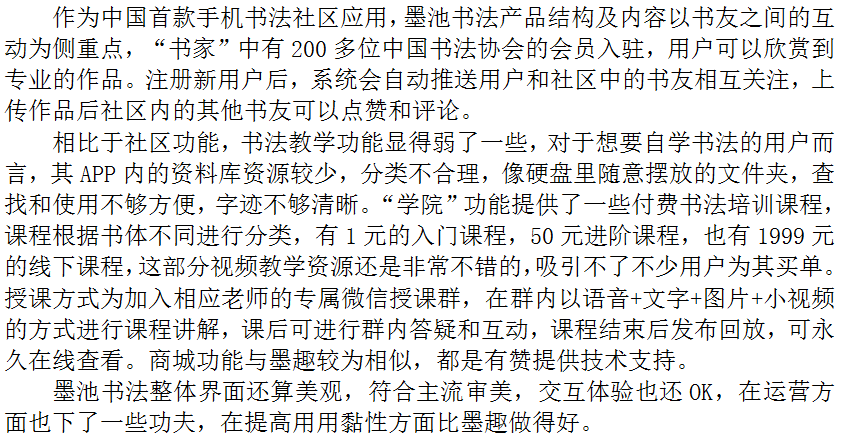 作为中国首款手机书法社区应用，墨池书法产品结构及内容以书友之间的互
动为侧重点，“书家”中有 200 多位中国书法协会的会员入驻，用户可以欣赏到
专业的作品。注册新用户后，系统会自动推送用户和社区中的书友相互关注，上
传作品后社区内的其他书友可以点赞和评论。
相比于社区功能，书法教学功能显得弱了一些，对于想要自学书法的用户而
言，其 APP 内的资料库资源较少，分类不合理，像硬盘里随意摆放的文件夹，查
找和使用不够方便，字迹不够清晰。“学院”功能提供了一些付费书法培训课程，
课程根据书体不同进行分类，有 1 元的入门课程，50 元进阶课程，也有 1999 元
的线下课程，这部分视频教学资源还是非常不错的，吸引不了不少用户为其买单。
授课方式为加入相应老师的专属微信授课群，在群内以语音+文字+图片+小视频
的方式进行课程讲解，课后可进行群内答疑和互动，课程结束后发布回放，可永
久在线查看。商城功能与墨趣较为相似，都是有赞提供技术支持。
墨池书法整体界面还算美观，符合主流审美，交互体验也还 OK，在运营方
面也下了一些功夫，在提高用用黏性方面比墨趣做得好。